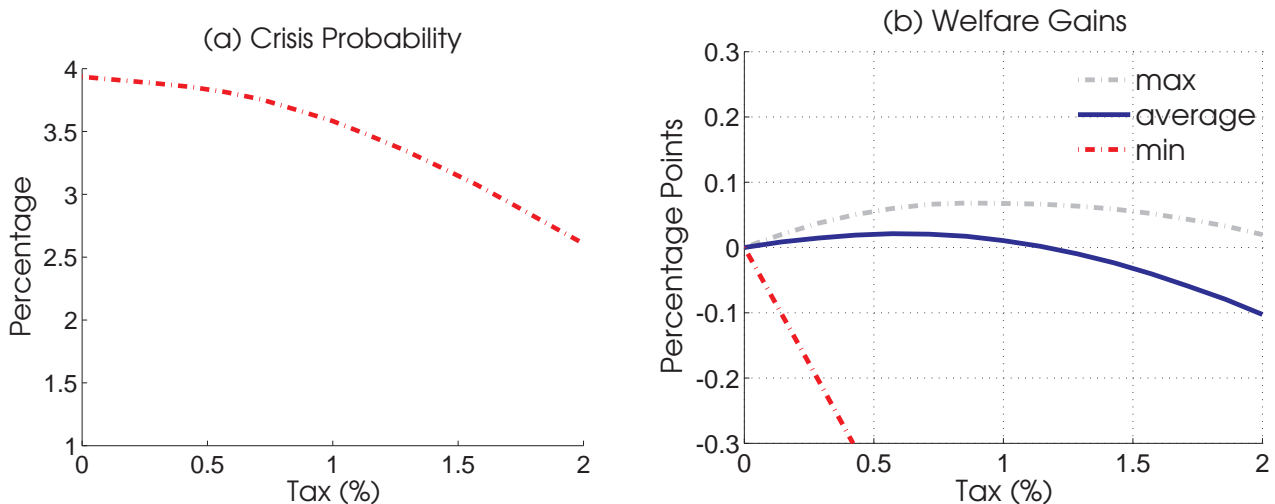 (a) Crisis Probability
Percentage
4
3.5
3
2.5
2
1.5
1
0
0.5
1
1.5
2
Tax (%)
(b) Welfare Gains
Percentage Points
0.3
0.2
0.1
0
-0.1
-0.2
-0.3
max
average
min
0
0.5
1
1.5
2
Tax (%)